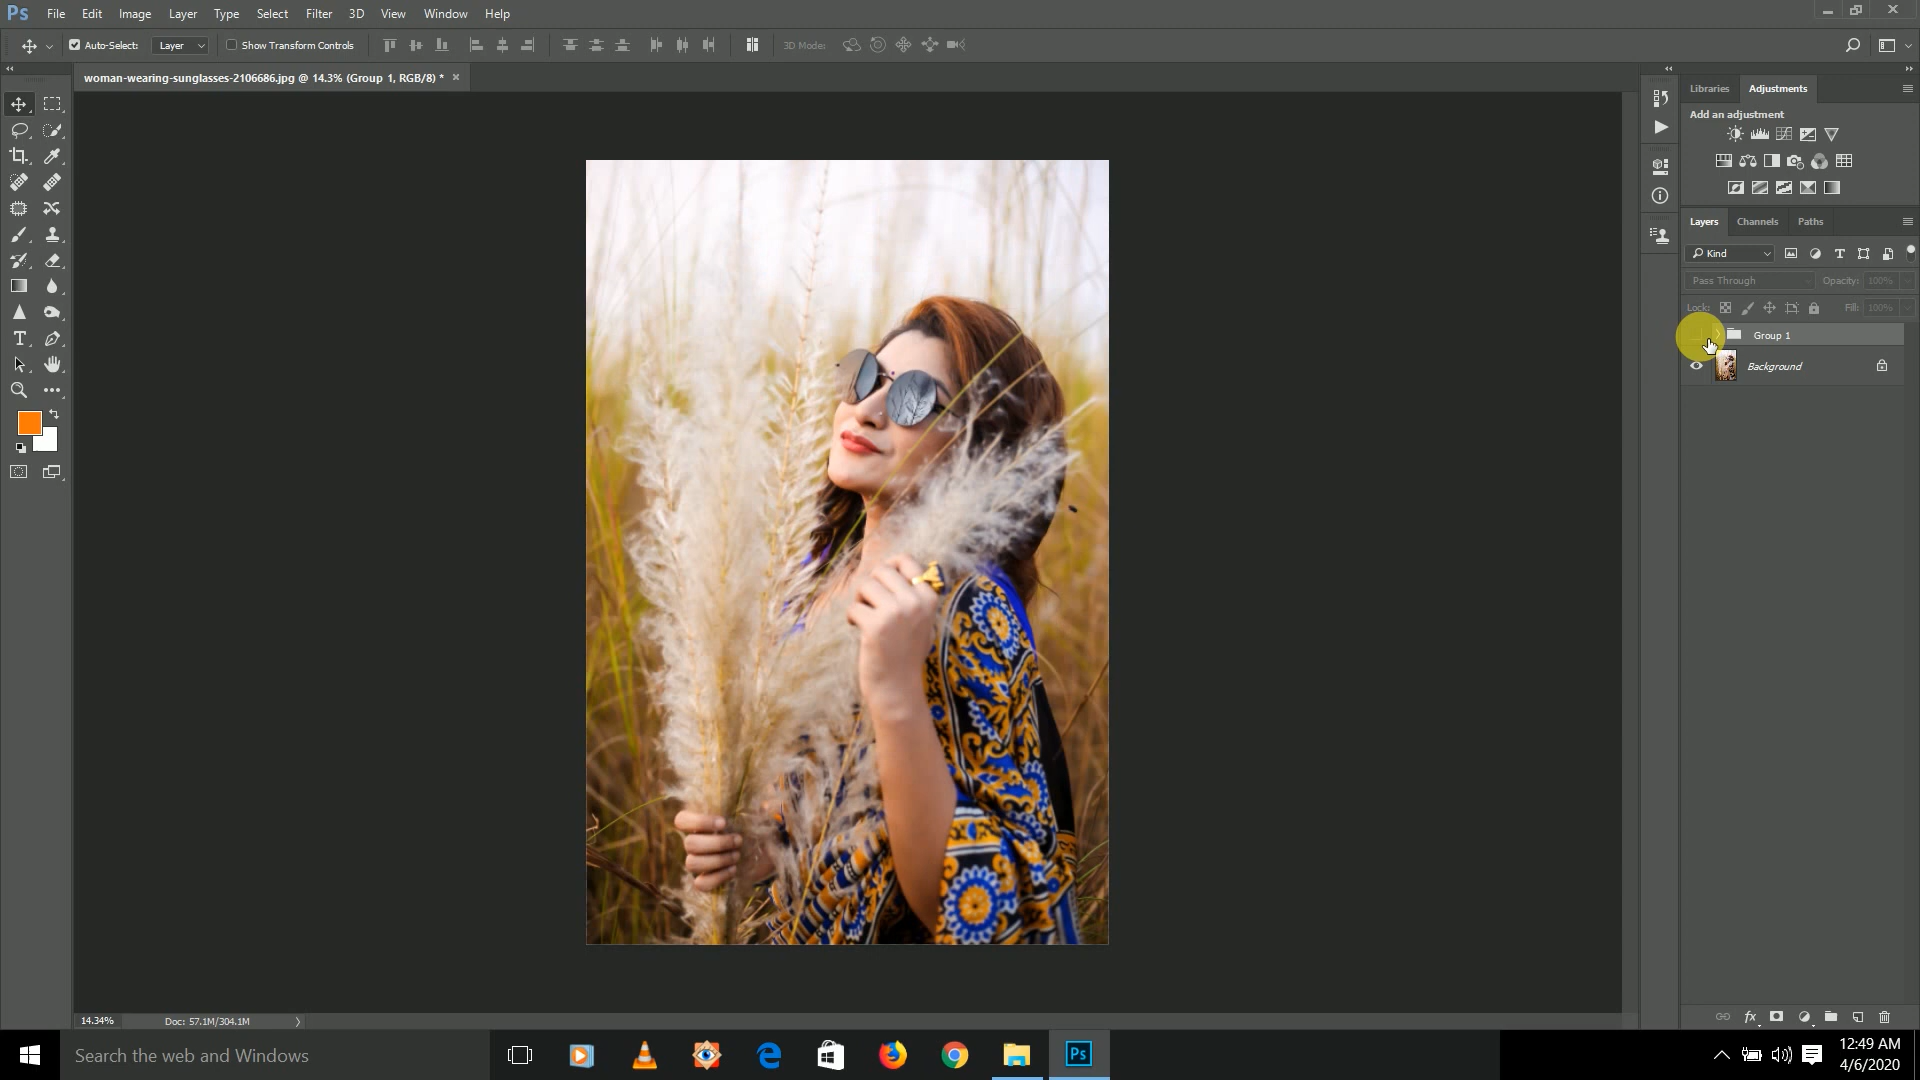 Ps File Edit Image Layer Type Select Filter 3D View Window Help
Auto-Select: Layer Show Transform Controls 3D Mode:
woman-wearing-sunglasses-2106686.jpg @ 14.3% (Group 1, RGB/8) *
Libraries Adjustments
Add an adjustment
Layers Channels Paths
Kind
Pass Through Opacity: 100%
Lock: Fill: 100%
Group 1
Background
14.34% Doc: 57.1M/304.1M
Search the web and Windows
Ps
12:49 AM
4/6/2020